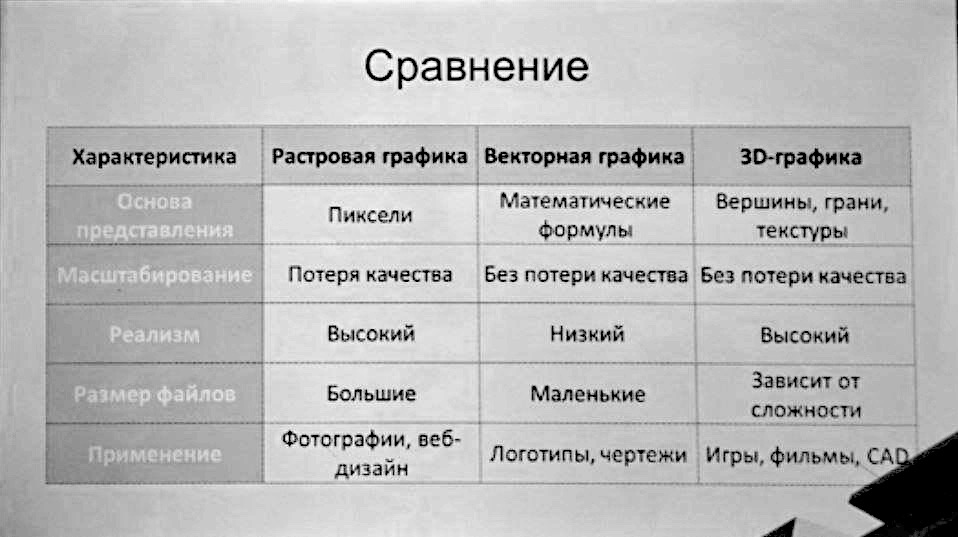 Сравнение
Характеристика Растровая графика Векторная графика 3D-графика
Основа представления Пиксели Математические формулы Вершины, грани, текстуры
Масштабирование Потеря качества Без потери качества Без потери качества
Реализм Высокий Низкий Высокий
Размер файлов Большие Маленькие Зависит от сложности
Применение Фотографии, веб-дизайн Логотипы, чертежи Игры, фильмы, CAD